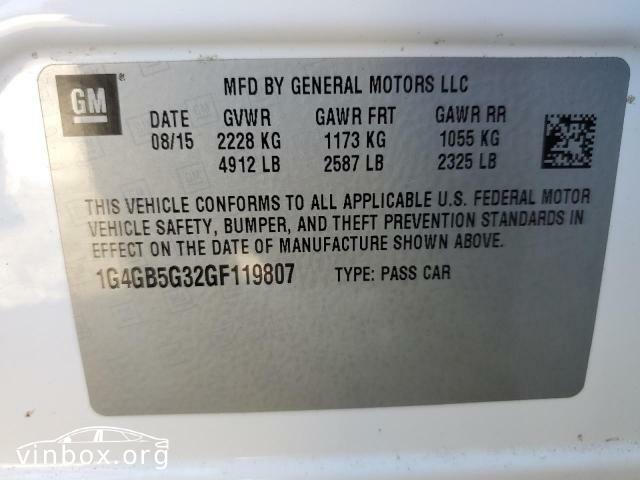 GM
MFD BY GENERAL MOTORS LLC
DATE GVWR GAWR FRT GAWR RR
08/15 2228 KG 1173 KG 1055 KG
4912 LB 2587 LB 2325 LB
THIS VEHICLE CONFORMS TO ALL APPLICABLE U.S. FEDERAL MOTOR
VEHICLE SAFETY, BUMPER, AND THEFT PREVENTION STANDARDS IN
EFFECT ON THE DATE OF MANUFACTURE SHOWN ABOVE.
1G4GB5G32GF119807 TYPE: PASS CAR
vinbox.org